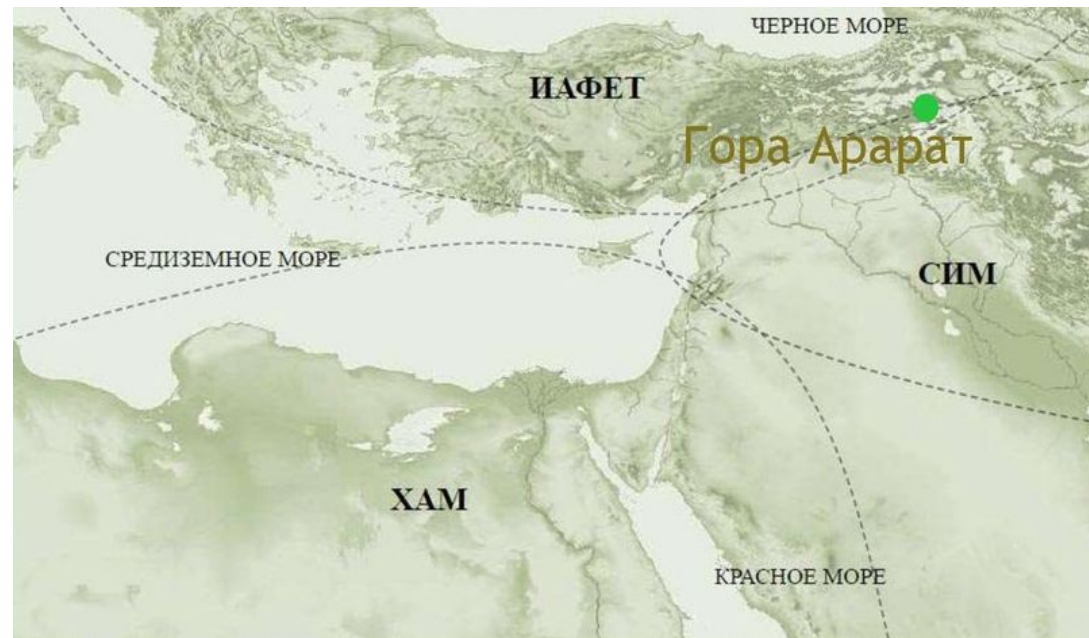 ЧЕРНОЕ МОРЕ
ИАФЕТ
Гора Арарат
СРЕДИЗЕМНОЕ МОРЕ
СИМ
ХАМ
КРАСНОЕ МОРЕ